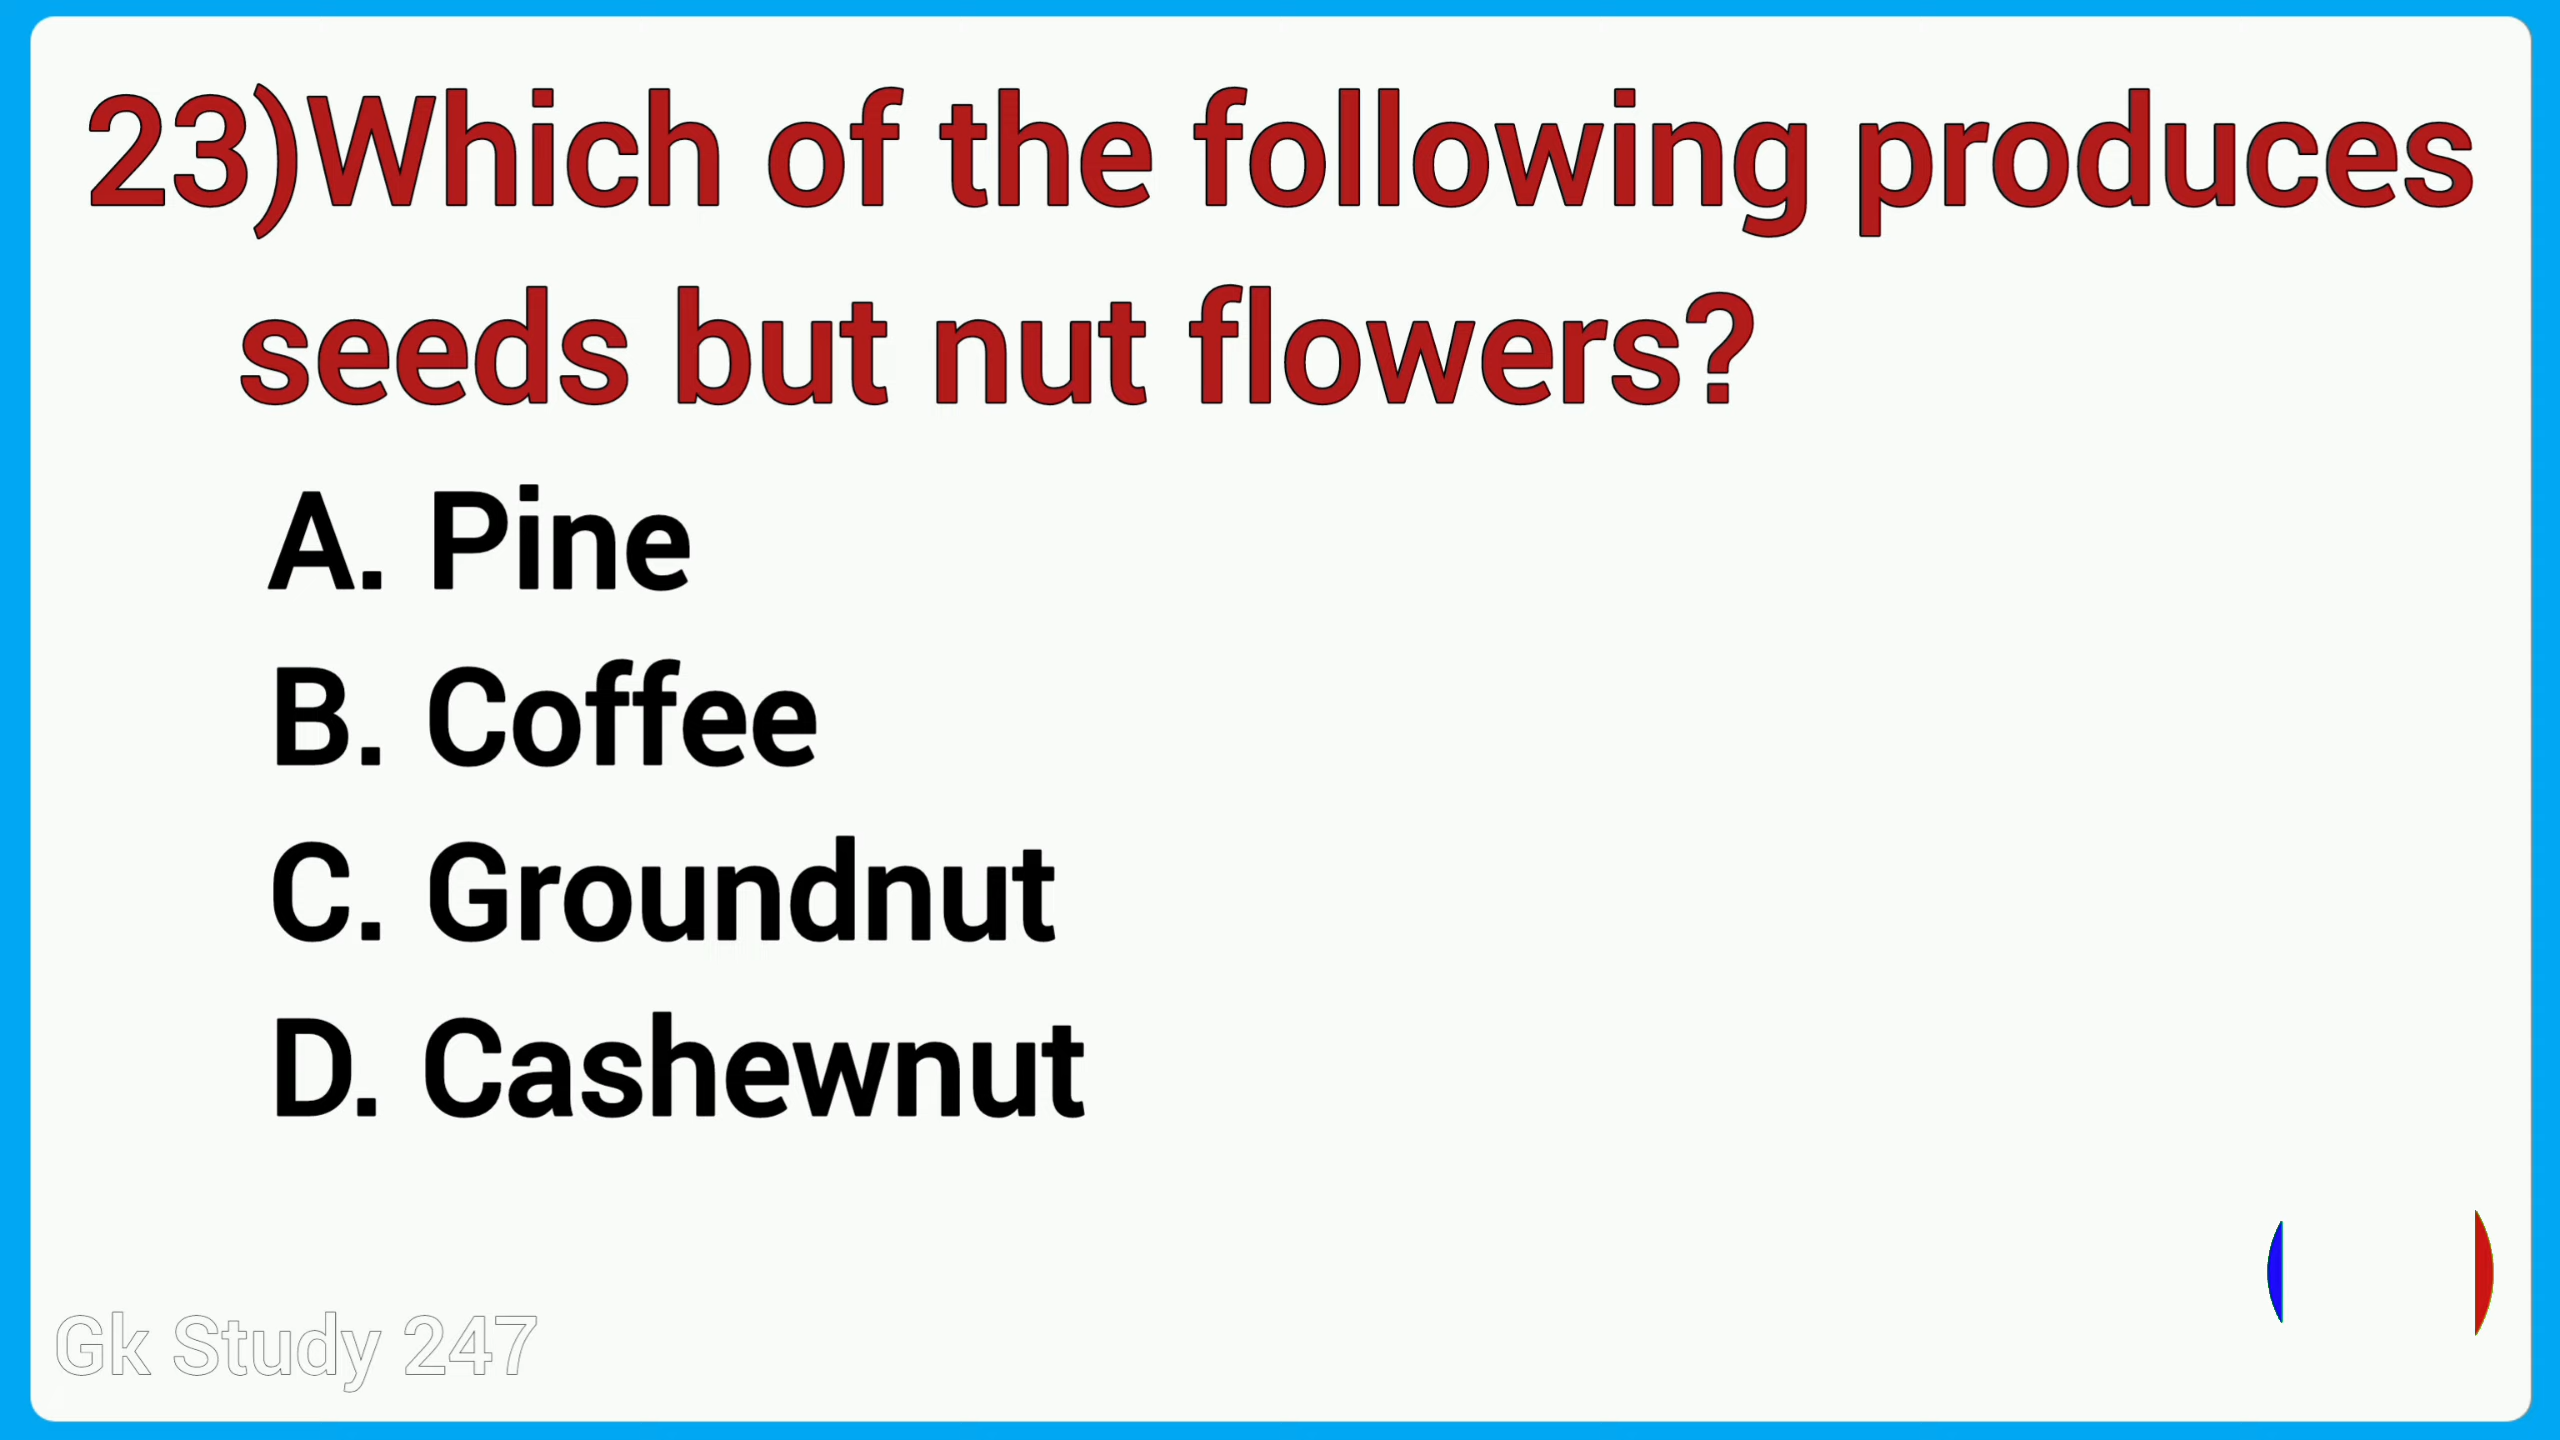 23)Which of the following produces
seeds but nut flowers?
A. Pine
B. Coffee
C. Groundnut
D. Cashewnut
Gk Study 247